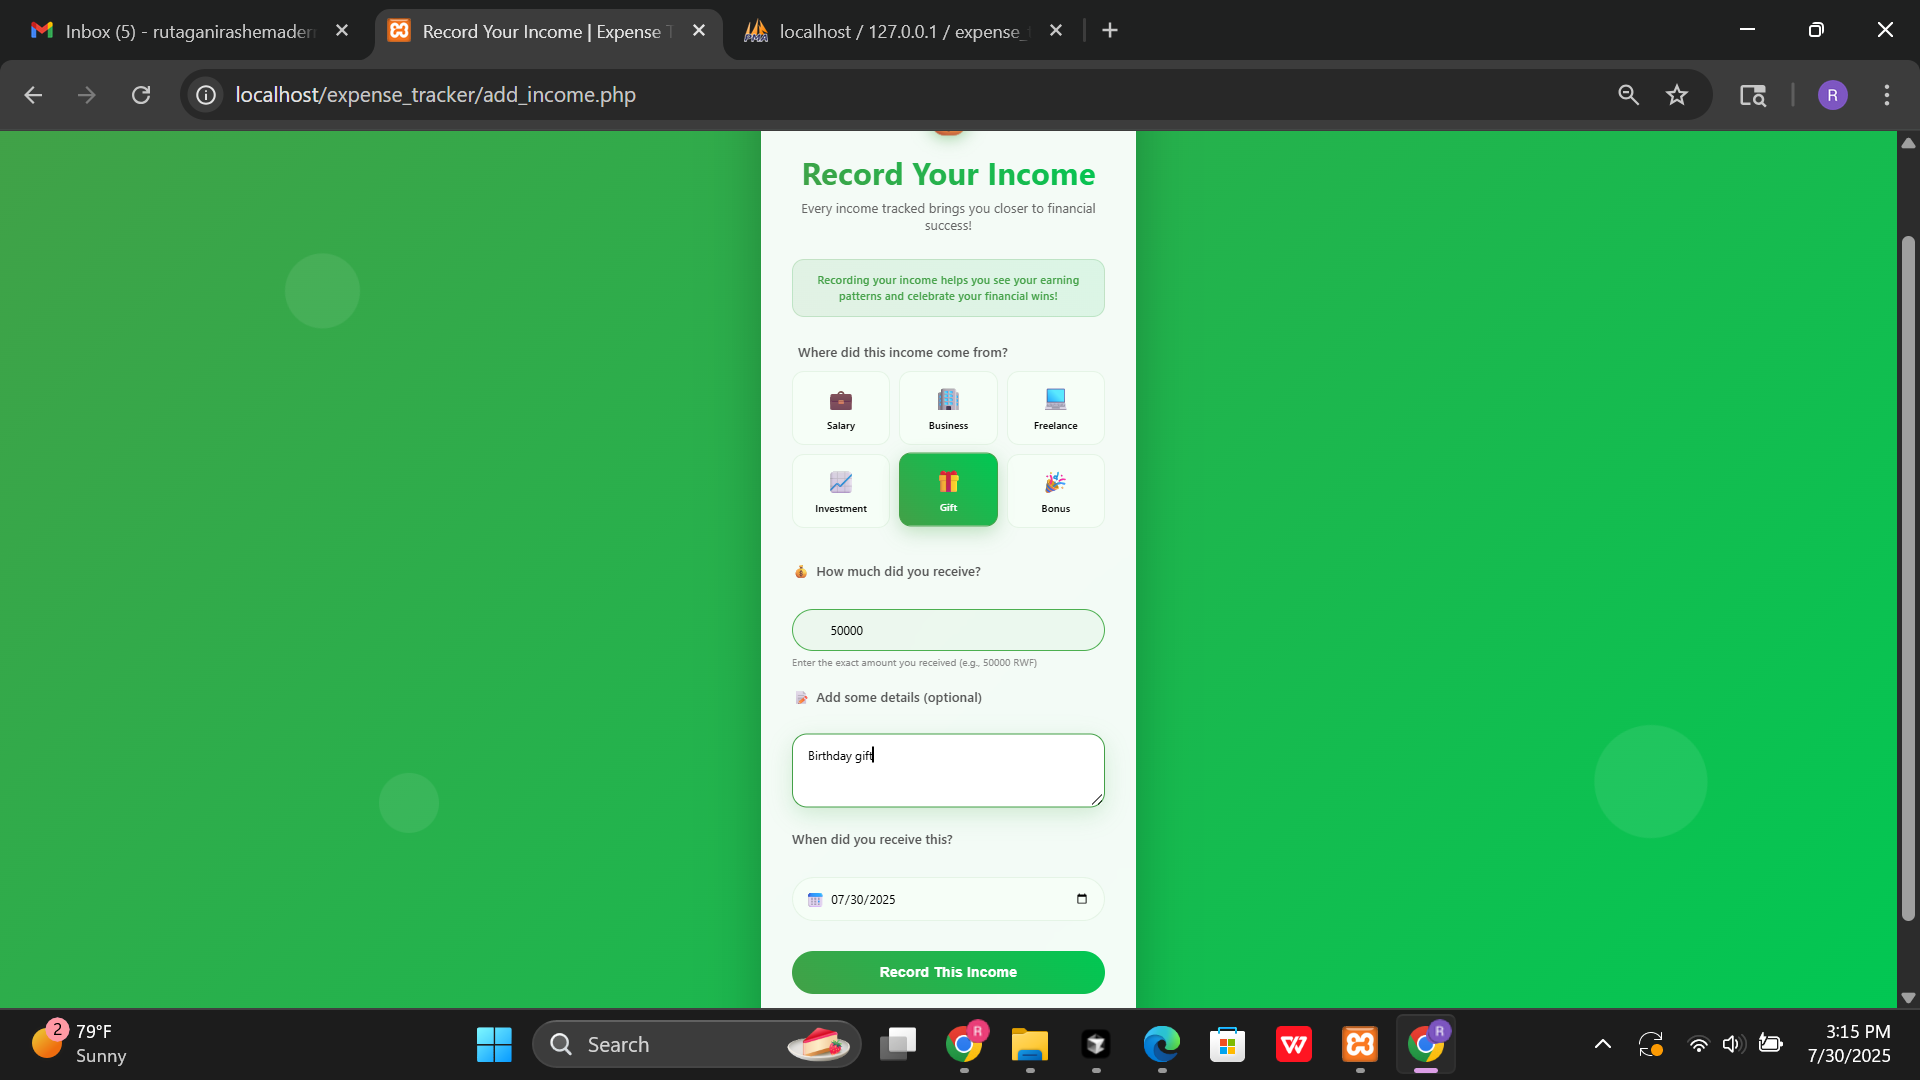 Inbox (5) - rutaganirashemader
Record Your Income | Expense T
localhost / 127.0.0.1 / expense_t
localhost/expense_tracker/add_income.php
R
Record Your Income
Every income tracked brings you closer to financial
success!
Recording your income helps you see your earning
patterns and celebrate your financial wins!
Where did this income come from?
Salary
Business
Freelance
Investment
Gift
Bonus
How much did you receive?
50000
Enter the exact amount you received (e.g., 50000 RWF)
Add some details (optional)
Birthday gift
When did you receive this?
07/30/2025
Record This Income
2
79°F
Sunny
Search
R
R
3:15 PM
7/30/2025